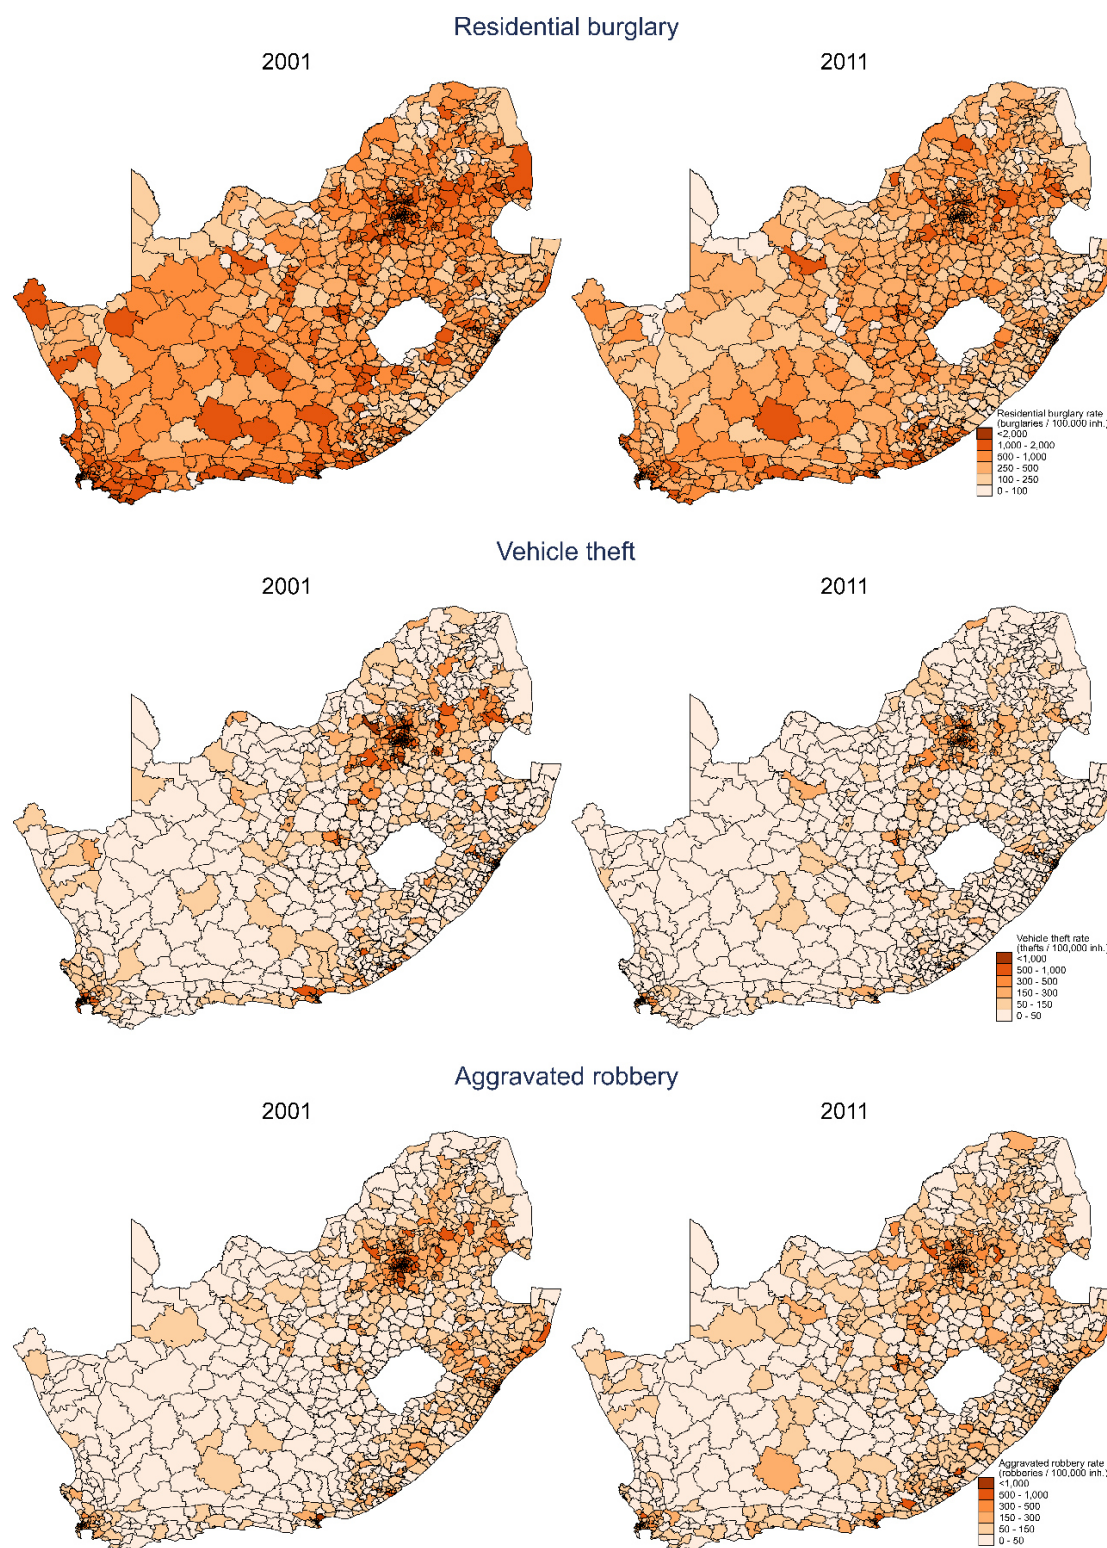 Residential burglary
2001
2011
Residential burglary rate
(burglaries / 100.000 inh.)
<2,000
1,000 - 2,000
500 - 1,000
250 - 500
100 - 250
0 - 100
Vehicle theft
2001
2011
Vehicle theft rate
(thefts / 100,000 inh.)
<1,000
500 - 1,000
300 - 500
150 - 300
50 - 150
0 - 50
Aggravated robbery
2001
2011
Aggravated robbery rate
(robberies / 100,000 inh.)
<1,000
500 - 1,000
300 - 500
150 - 300
50 - 150
0 - 50